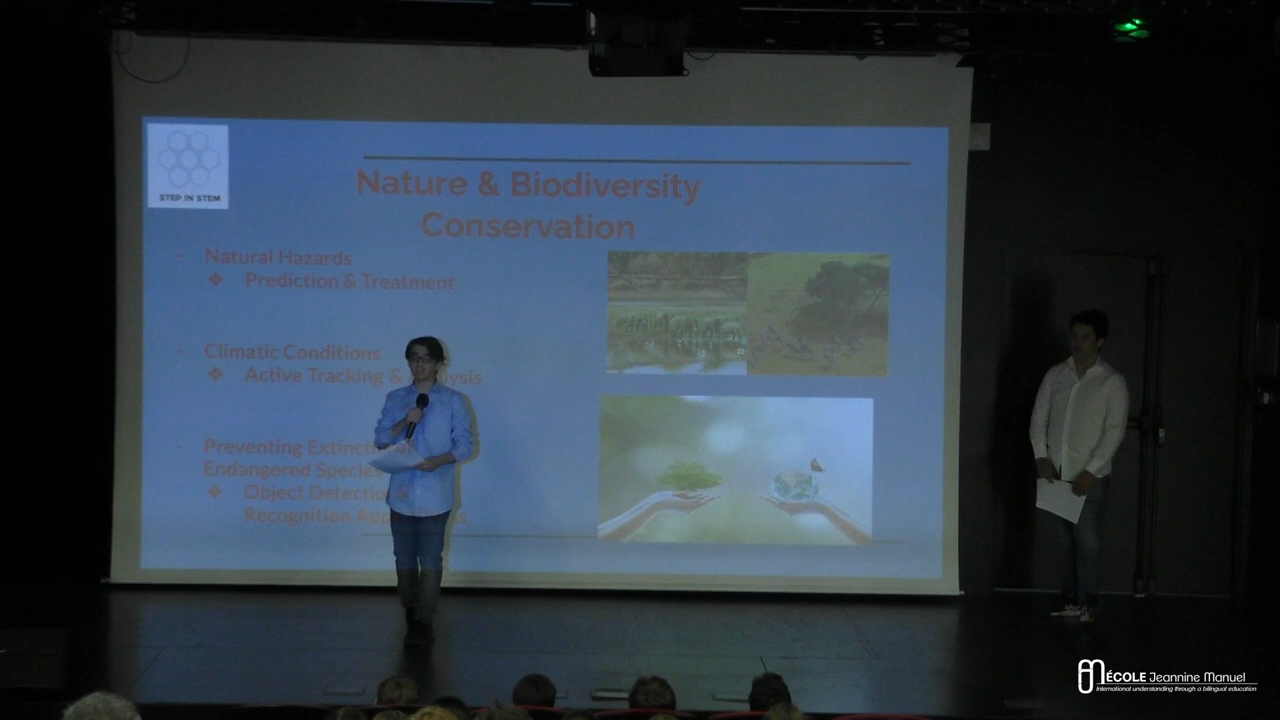 STEP IN STEM
Nature & Biodiversity
Conservation
- Natural Hazards
❖ Prediction & Treatment
- Climatic Conditions
❖ Active Tracking &
- Preventing
Endangered Species
❖ Object Detection &
Recognition
ÉCOLE Jeannine Manuel
International understanding through a bilingual education